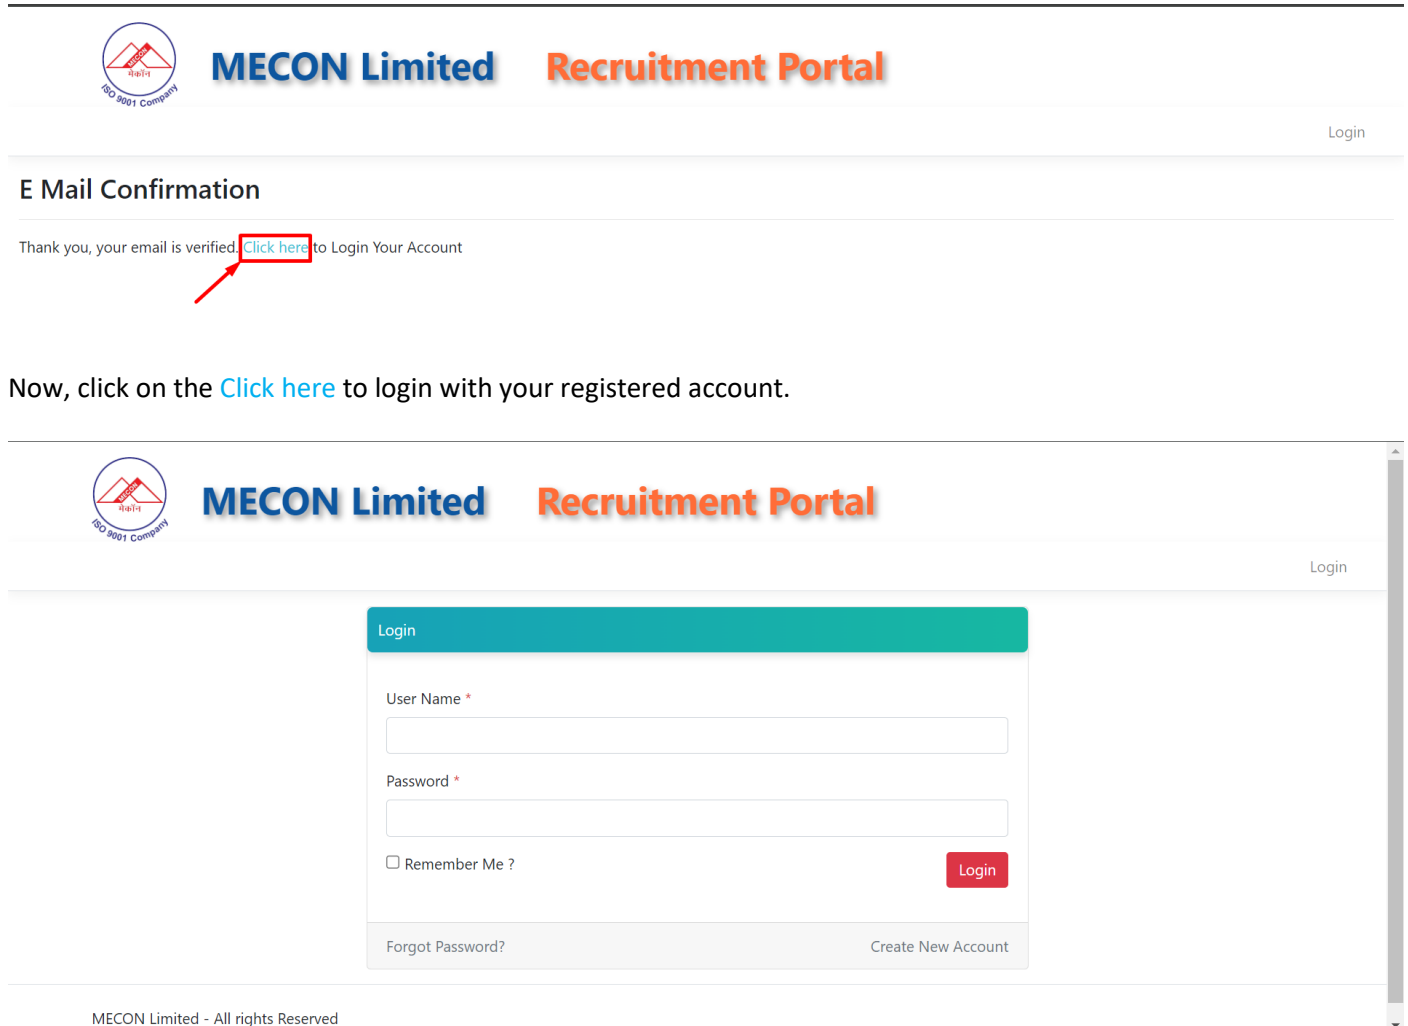 MECON
मेकॉन
ISO 9001 Company
MECON Limited Recruitment Portal
Login
E Mail Confirmation
Thank you, your email is verified. Click here to Login Your Account
Now, click on the Click here to login with your registered account.
MECON
मेकॉन
ISO 9001 Company
MECON Limited Recruitment Portal
Login
Login
User Name *
Password *
Remember Me ?
Login
Forgot Password? Create New Account
MECON Limited - All rights Reserved